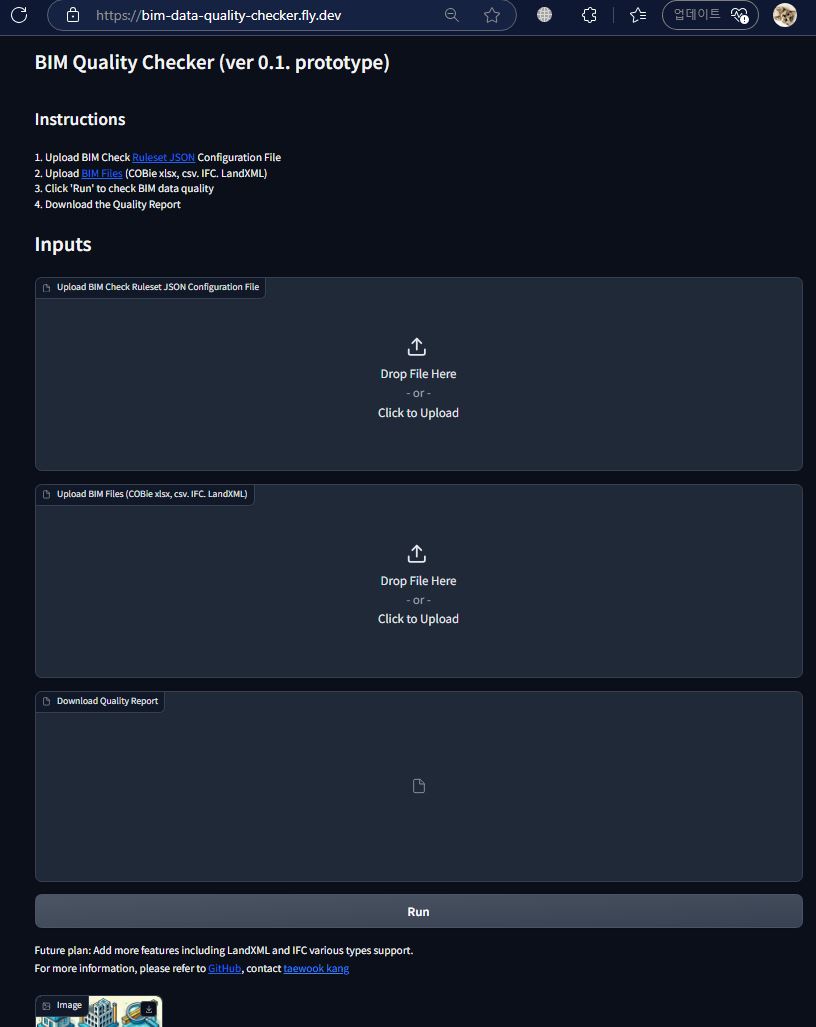 https://bim-data-quality-checker.fly.dev
업데이트
BIM Quality Checker (ver 0.1. prototype)
Instructions
1. Upload BIM Check Ruleset JSON Configuration File
2. Upload BIM Files (COBie xlsx, csv. IFC. LandXML)
3. Click 'Run' to check BIM data quality
4. Download the Quality Report
Inputs
Upload BIM Check Ruleset JSON Configuration File
Drop File Here
- or -
Click to Upload
Upload BIM Files (COBie xlsx, csv. IFC. LandXML)
Drop File Here
- or -
Click to Upload
Download Quality Report
Run
Future plan: Add more features including LandXML and IFC various types support.
For more information, please refer to GitHub, contact taewook kang
Image